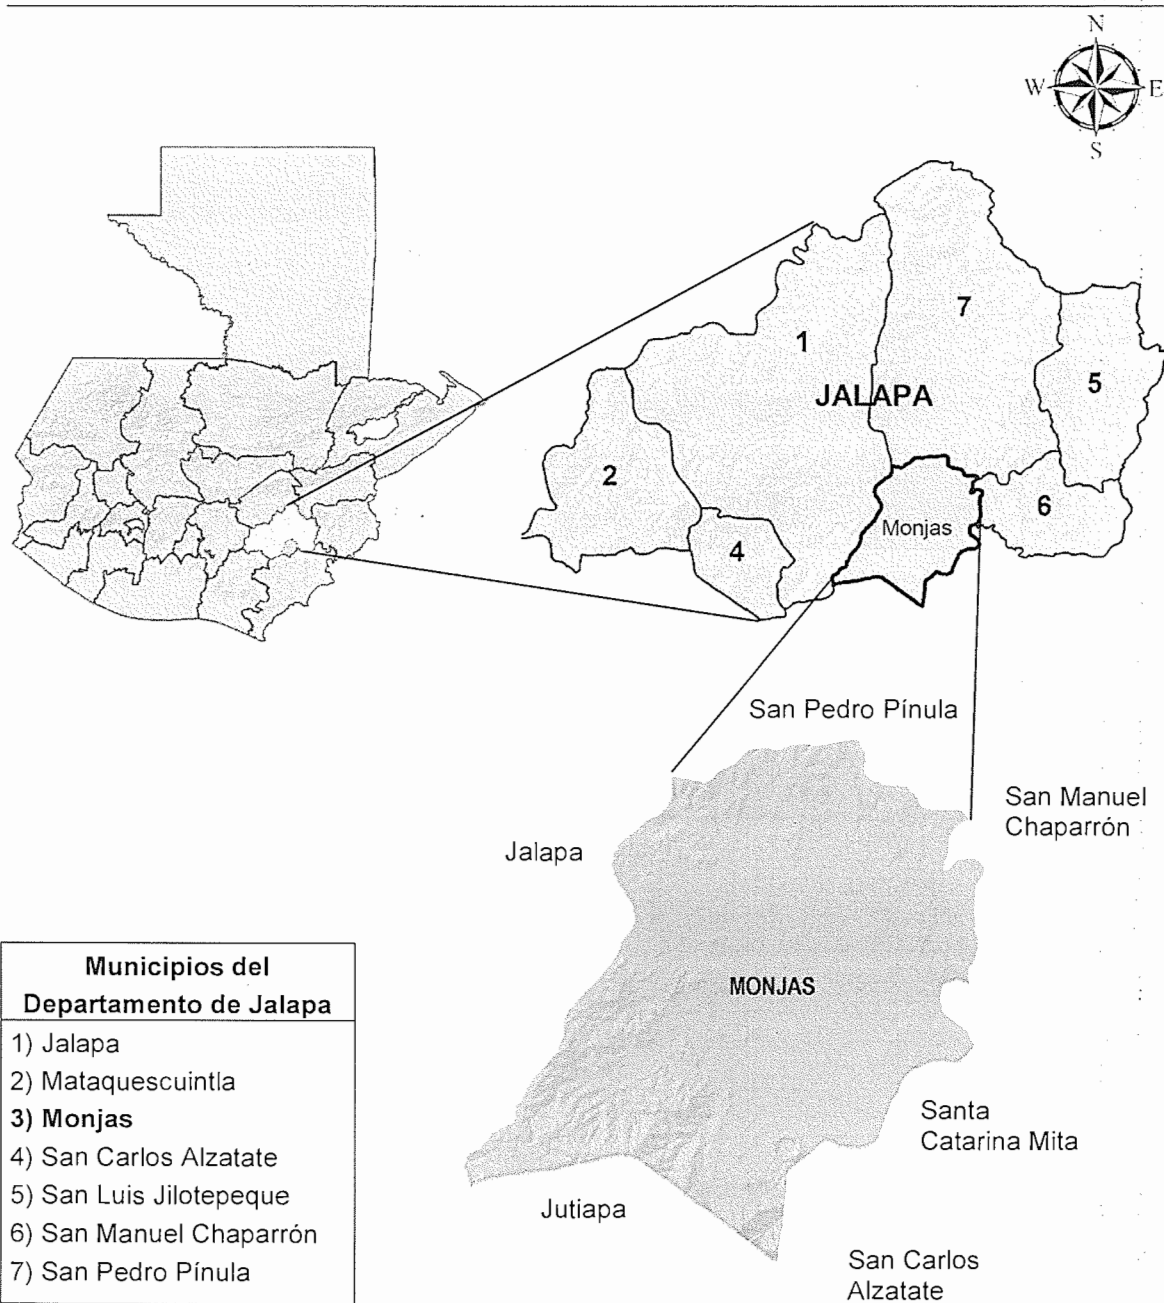 N
W E
S
1
7
JALAPA
5
2
4
Monjas
6
San Pedro Pínula
San Manuel
Chaparrón
Jalapa
MONJAS
Santa
Catarina Mita
Jutiapa
San Carlos
Alzatate
Municipios del
Departamento de Jalapa
1) Jalapa
2) Mataquescuintla
3) Monjas
4) San Carlos Alzatate
5) San Luis Jilotepeque
6) San Manuel Chaparrón
7) San Pedro Pínula